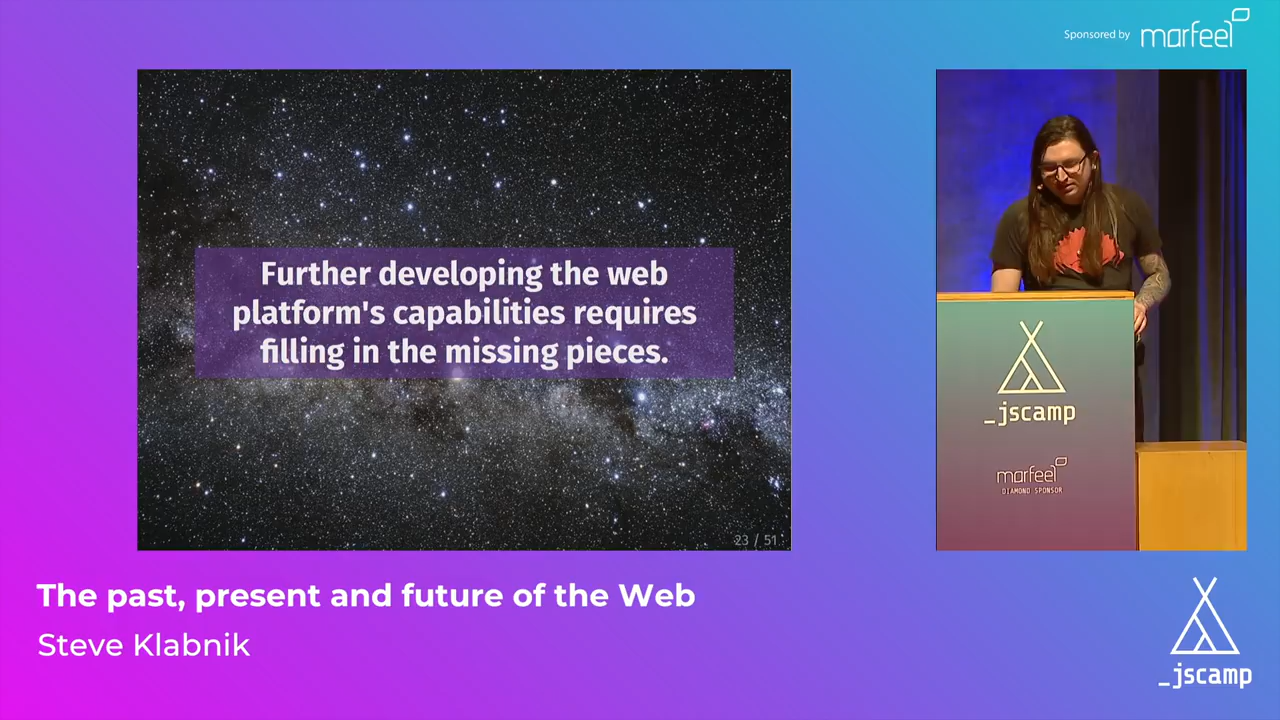 Sponsored by marfeel
Further developing the web
platform's capabilities requires
filling in the missing pieces.
23 / 51
_jscamp
marfeel
DIAMOND SPONSOR
The past, present and future of the Web
Steve Klabnik
_jscamp